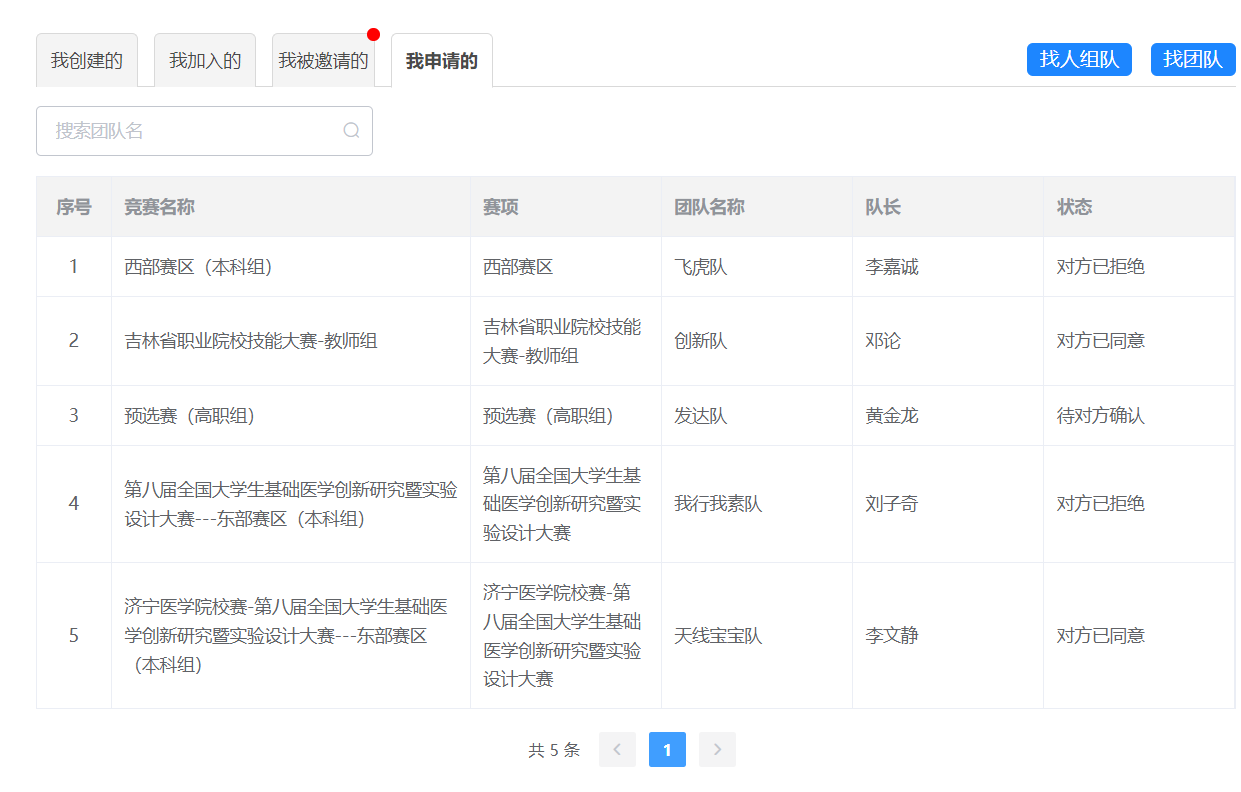 我创建的 我加入的 我被邀请的 我申请的 找人组队 找团队
搜索团队名
序号 竞赛名称 赛项 团队名称 队长 状态
1 西部赛区（本科组） 西部赛区 飞虎队 李嘉诚 对方已拒绝
2 吉林省职业院校技能大赛-教师组 吉林省职业院校技能
大赛-教师组 创新队 邓论 对方已同意
3 预选赛（高职组） 预选赛（高职组） 发达队 黄金龙 待对方确认
4 第八届全国大学生基础医学创新研究暨实验
设计大赛---东部赛区（本科组） 第八届全国大学生基
础医学创新研究暨实
验设计大赛 我行我素队 刘子奇 对方已拒绝
5 济宁医学院校赛-第八届全国大学生基础医
学创新研究暨实验设计大赛---东部赛区
（本科组） 济宁医学院校赛-第
八届全国大学生基础
医学创新研究暨实验
设计大赛 天线宝宝队 李文静 对方已同意
共 5 条 1